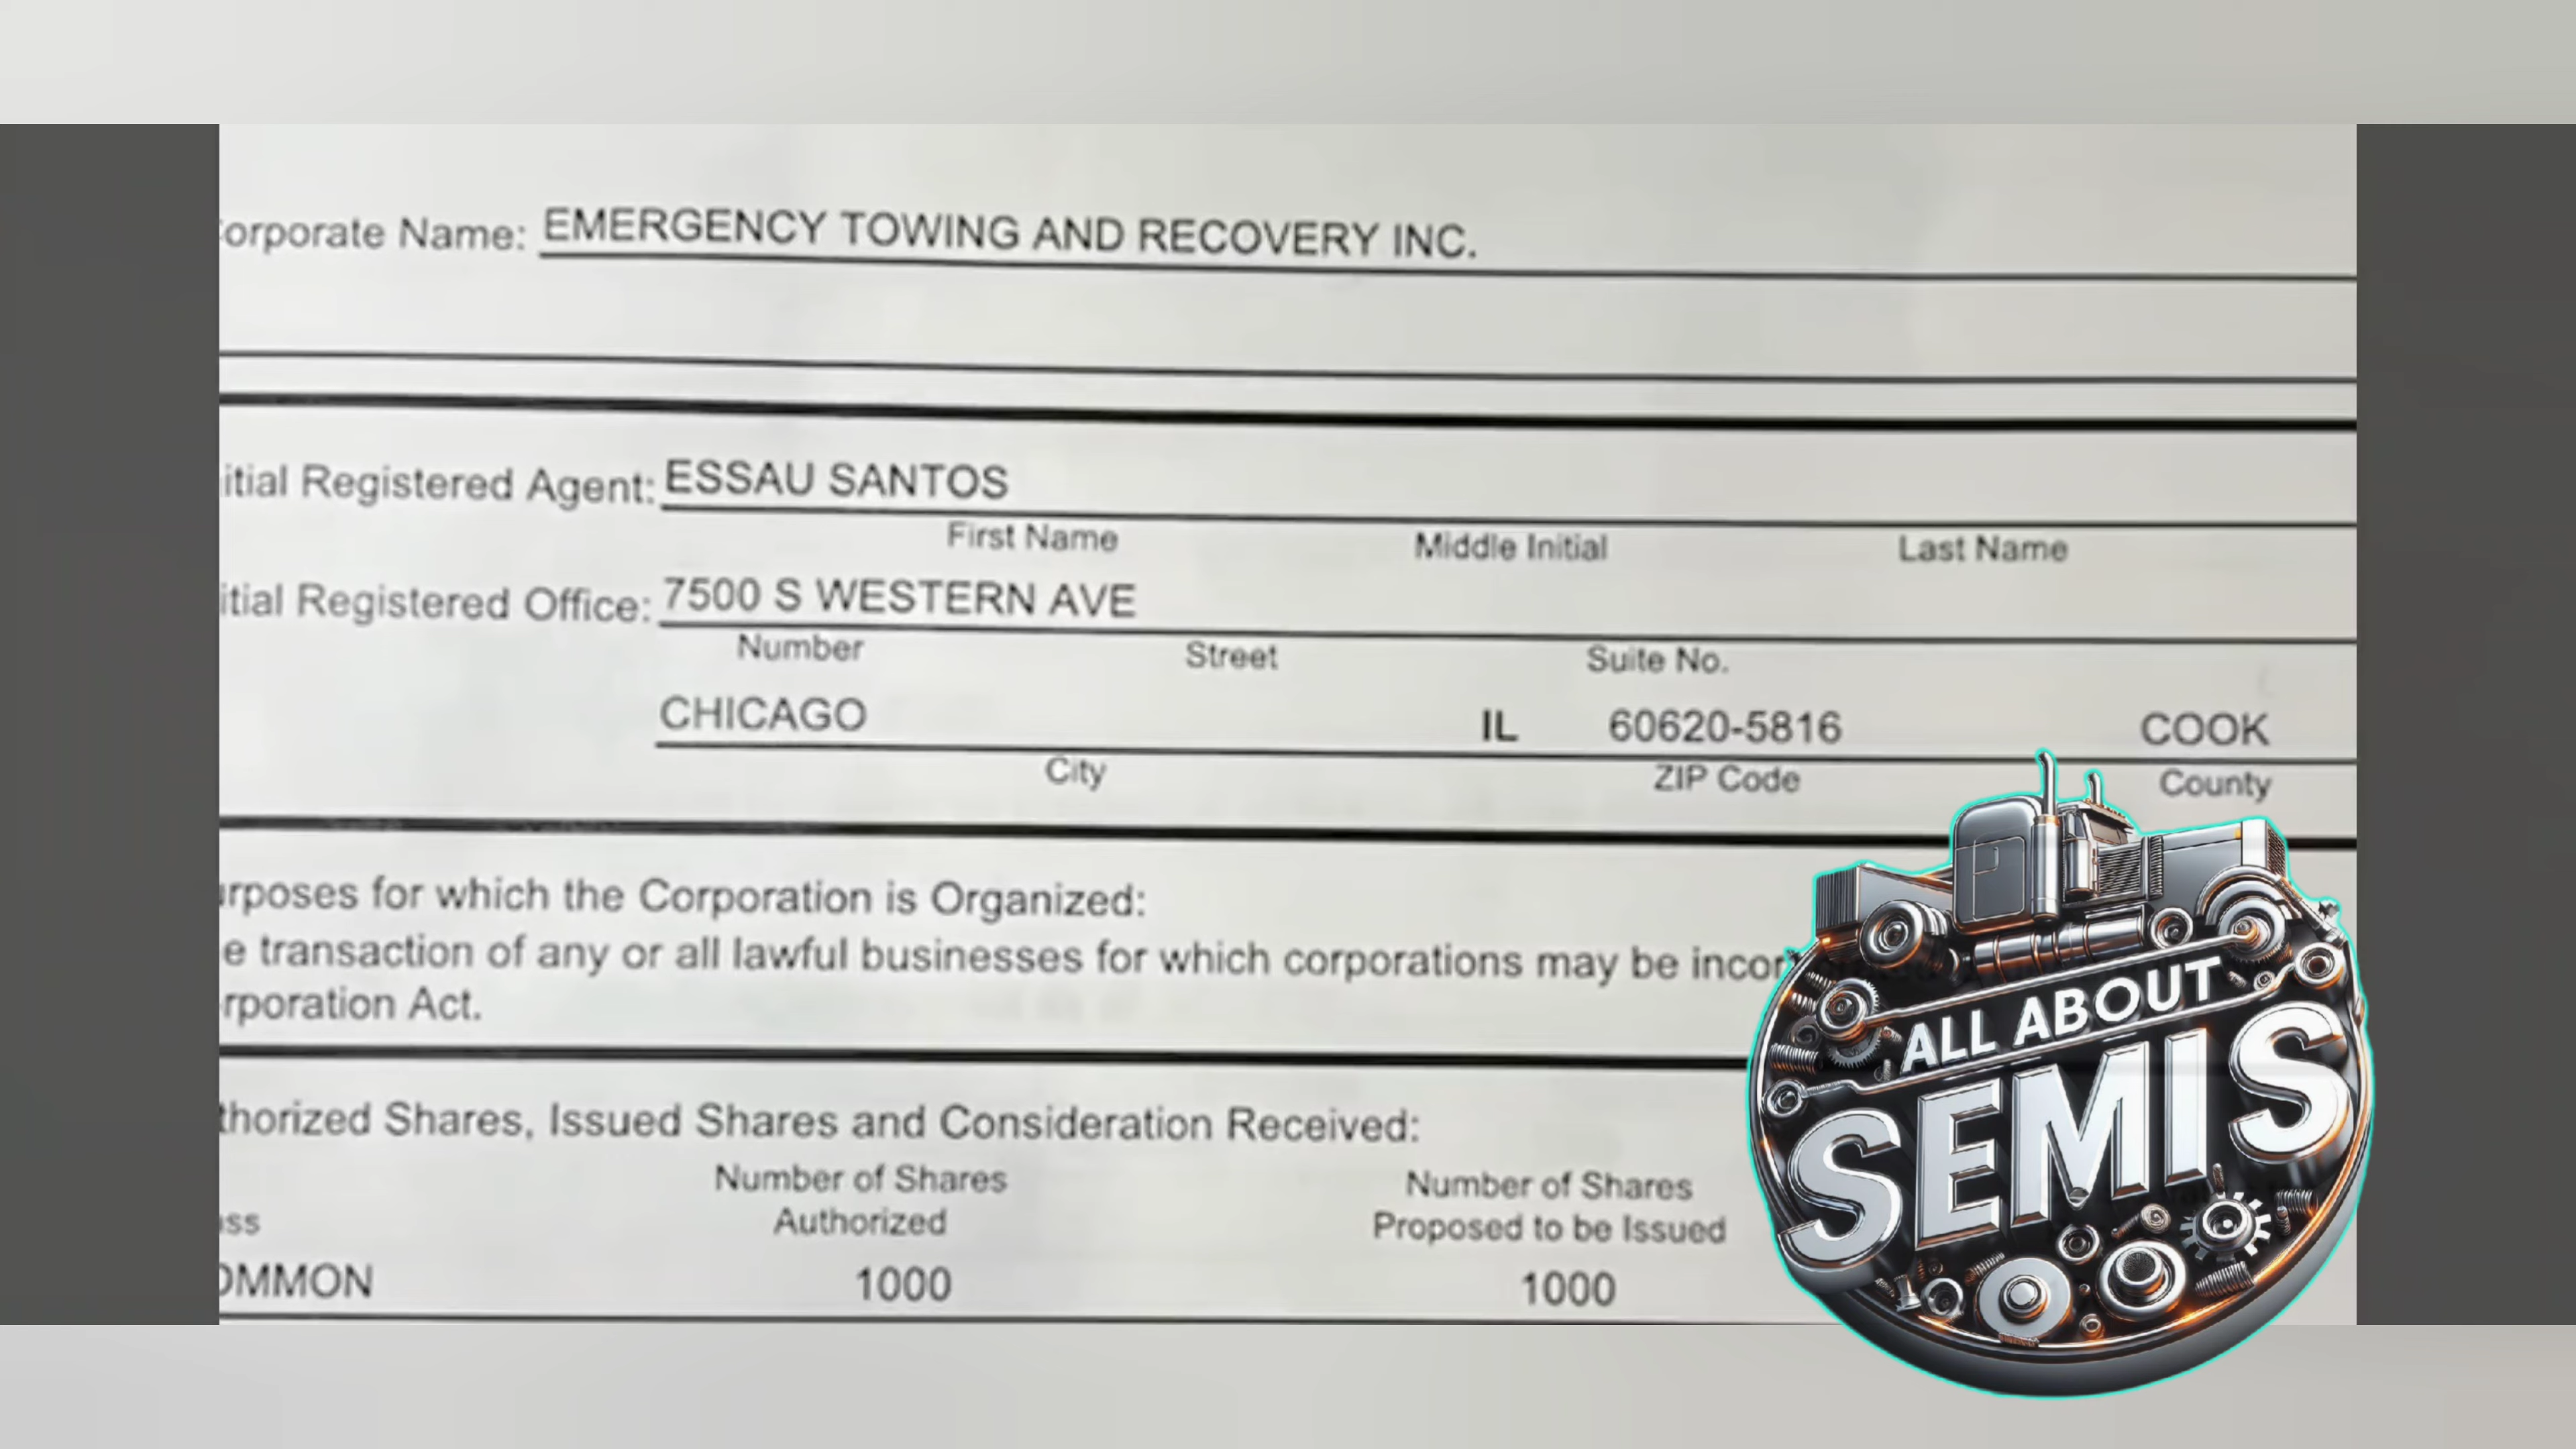 orporate Name: EMERGENCY TOWING AND RECOVERY INC.
itial Registered Agent: ESSAU SANTOS
First Name Middle Initial Last Name
itial Registered Office: 7500 S WESTERN AVE
Number Street Suite No.
CHICAGO IL 60620-5816 COOK
City ZIP Code County
rposes for which the Corporation is Organized:
e transaction of any or all lawful businesses for which corporations may be incor
rporation Act.
thorized Shares, Issued Shares and Consideration Received:
Number of Shares Number of Shares
ss Authorized Proposed to be Issued
OMMON 1000 1000
ALL ABOUT
SEMIS